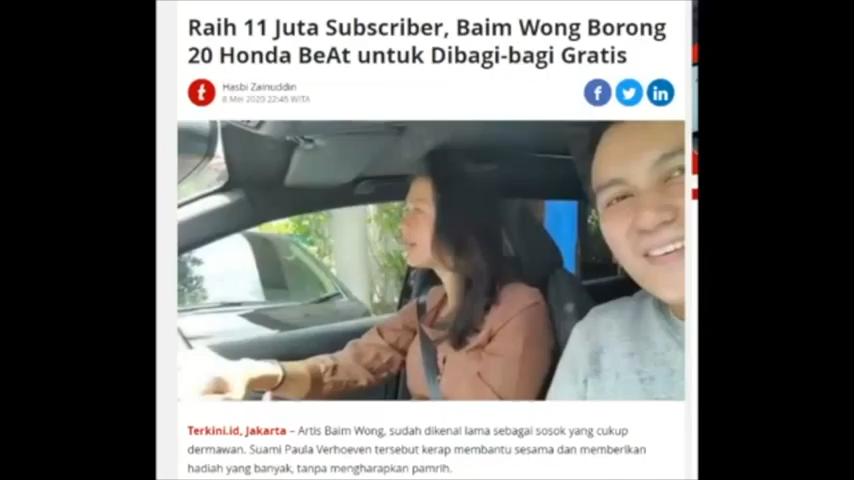 Raih 11 Juta Subscriber, Baim Wong Borong
20 Honda BeAt untuk Dibagi-bagi Gratis
t
Hasbi Zainuddin
8 Mei 2020 22:45 WITA
f
in
Terkini.id, Jakarta – Artis Baim Wong, sudah dikenal lama sebagai sosok yang cukup
dermawan. Suami Paula Verhoeven tersebut kerap membantu sesama dan memberikan
hadiah yang banyak, tanpa mengharapkan pamrih.